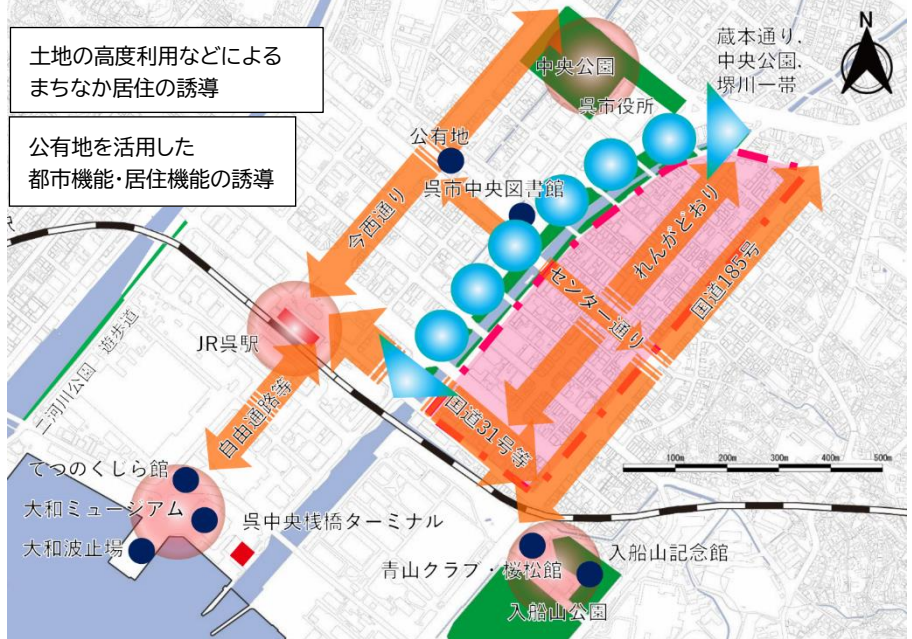 土地の高度利用などによる
まちなか居住の誘導
公有地を活用した
都市機能・居住機能の誘導
蔵本通り,
中央公園,
堺川一帯
N
中央公園
呉市役所
公有地
呉市中央図書館
今西通り
れんがどおり
センター通り
国道185号
JR呉駅
二河川公園 遊歩道
自由通路等
国道31号等
100m 200m 300m 400m 500m
てつのくじら館
大和ミュージアム
呉中央桟橋ターミナル
大和波止場
青山クラブ・桜松館
入船山記念館
入船山公園